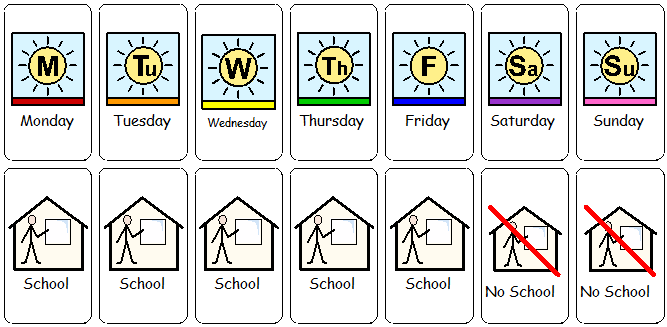 M Tu W Th F Sa Su
Monday Tuesday Wednesday Thursday Friday Saturday Sunday
School School School School School No School No School